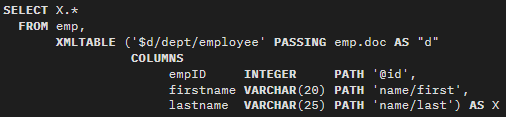 SELECT X.*
FROM emp,
XMLTABLE ('$d/dept/employee' PASSING emp.doc AS "d"
COLUMNS
empID INTEGER PATH '@id',
firstname VARCHAR(20) PATH 'name/first',
lastname VARCHAR(25) PATH 'name/last') AS X